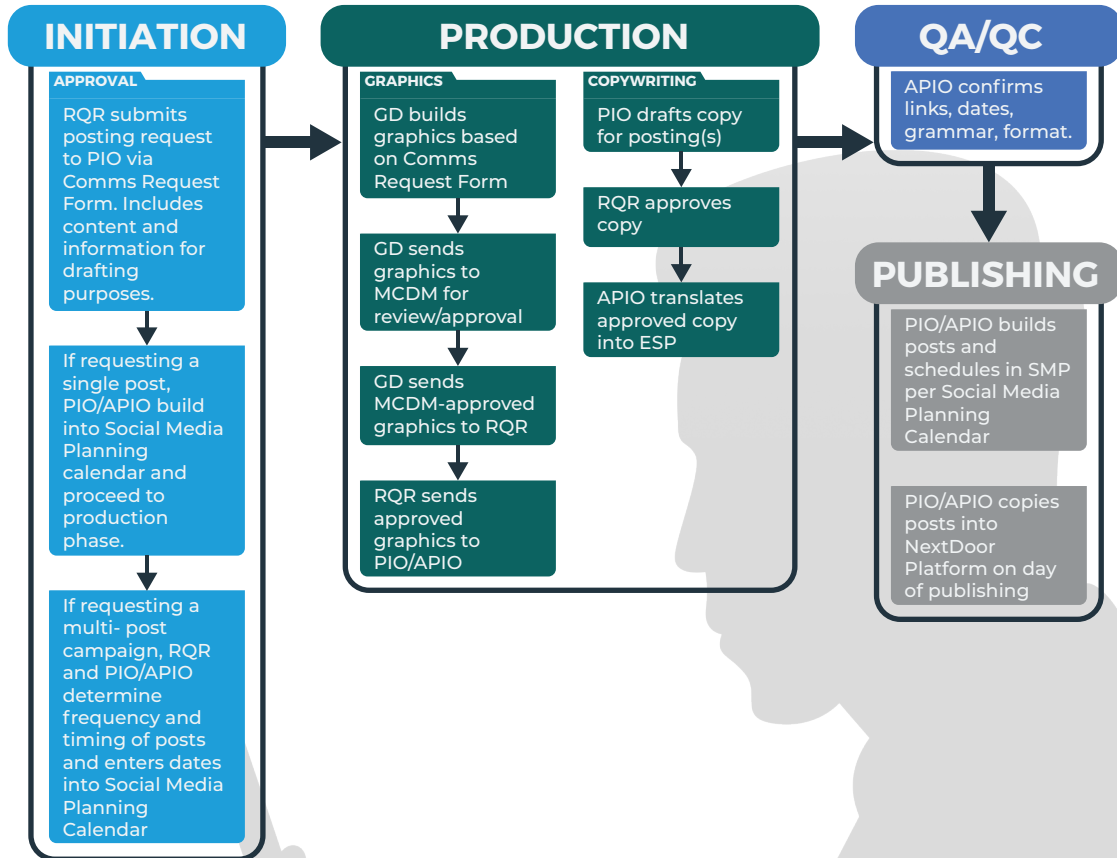 INITIATION
APPROVAL
RQR submits
posting request
to PIO via
Comms Request
Form. Includes
content and
information for
drafting
purposes.
If requesting a
single post,
PIO/APIO build
into Social Media
Planning
calendar and
proceed to
production
phase.
If requesting a
multi- post
campaign, RQR
and PIO/APIO
determine
frequency and
timing of posts
and enters dates
into Social Media
Planning
Calendar
PRODUCTION
GRAPHICS
GD builds
graphics based
on Comms
Request Form
GD sends
graphics to
MCDM for
review/approval
GD sends
MCDM-approved
graphics to RQR
RQR sends
approved
graphics to
PIO/APIO
COPYWRITING
PIO drafts copy
for posting(s)
RQR approves
copy
APIO translates
approved copy
into ESP
QA/QC
APIO confirms
links, dates,
grammar, format.
PUBLISHING
PIO/APIO builds
posts and
schedules in SMP
per Social Media
Planning
Calendar
PIO/APIO copies
posts into
NextDoor
Platform on day
of publishing